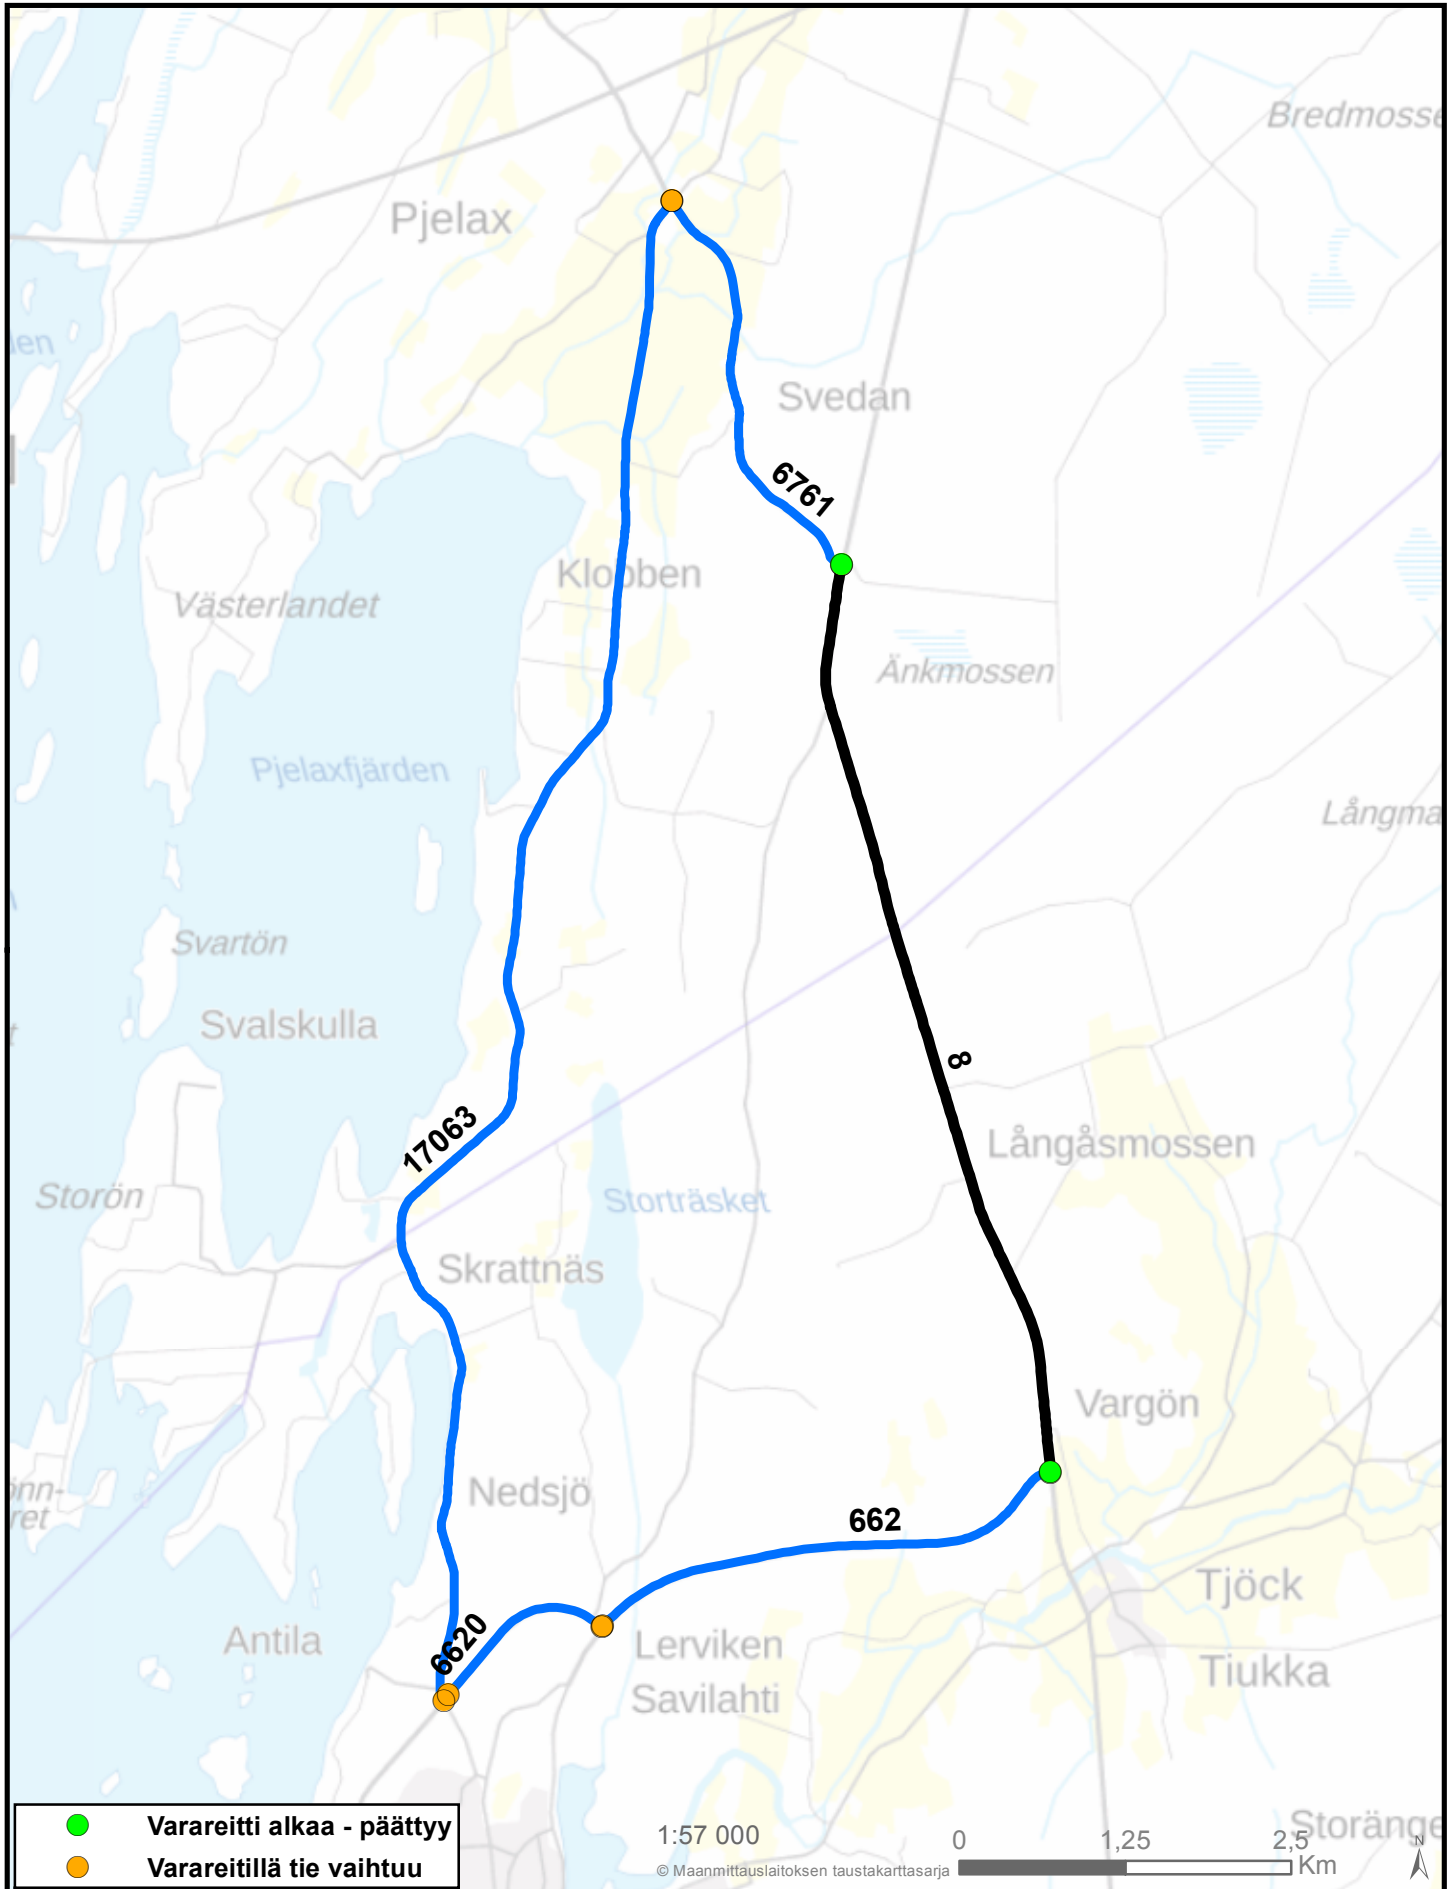 Bredmosse
Pjelax
Svedan
6761
Klobben
Västerlandet
Änkmossen
Pjelaxfjärden
Långma
Svartön
Svalskulla
8
17063
Långåsmossen
Storön
Storträsket
Skrattnäs
Vargön
Nedsjö
662
Tjöck
6620
Antila
Lerviken
Savilahti
Tiukka
Varareitti alkaa - päättyy
Varareitillä tie vaihtuu
1:57 000
© Maanmittauslaitoksen taustakarttasarja
0 1,25 2,5
Km
Storänge
N